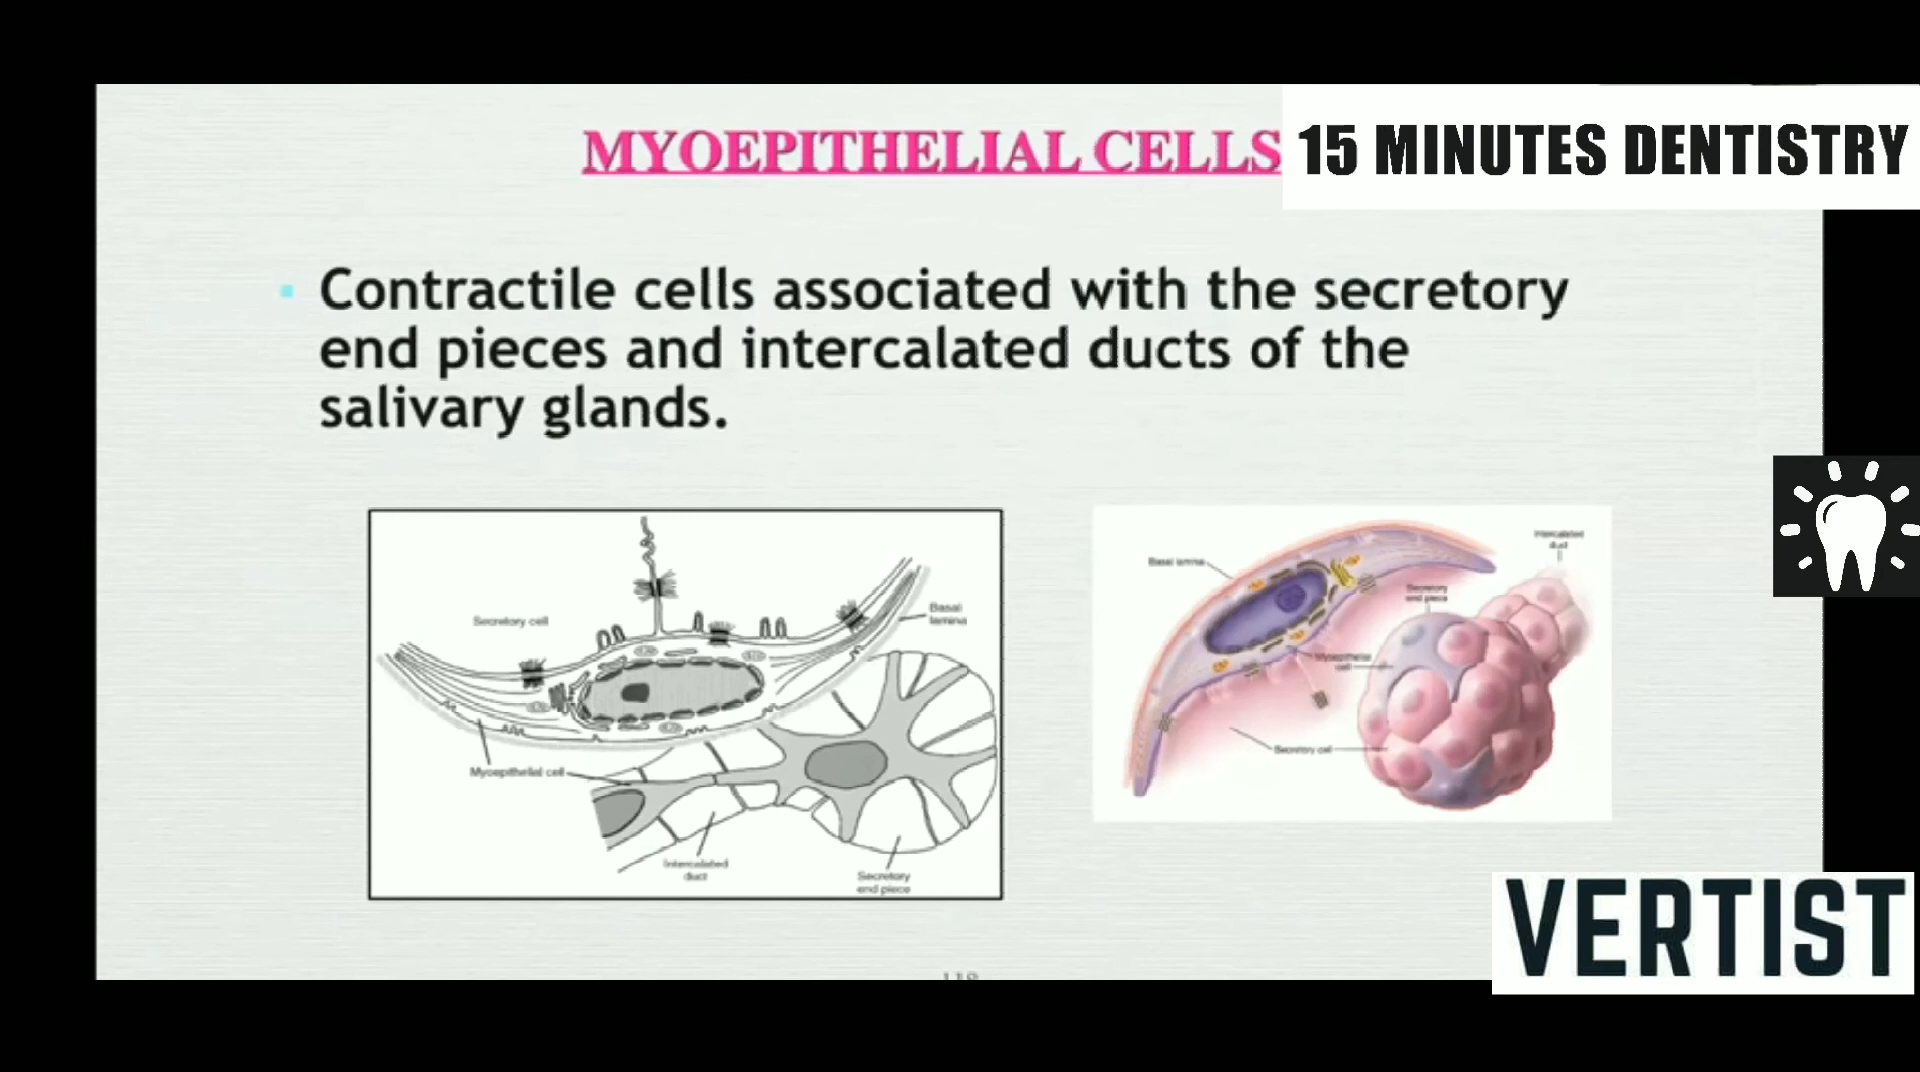 MYOEPITHELIAL CELLS
15 MINUTES DENTISTRY
Contractile cells associated with the secretory
end pieces and intercalated ducts of the
salivary glands.
Secretory cell
Basal
lamina
Myoepithelial cell
Intercalated
duct
Secretory
end piece
Basal lamina
Intercalated
duct
Secretory
end piece
Myoepithelial
cell
Secretory cell
VERTIST